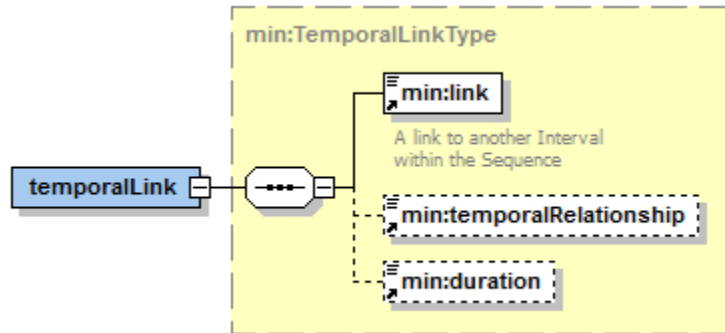 min:TemporalLinkType
min:link
A link to another Interval
within the Sequence
temporalLink
min:temporalRelationship
min:duration